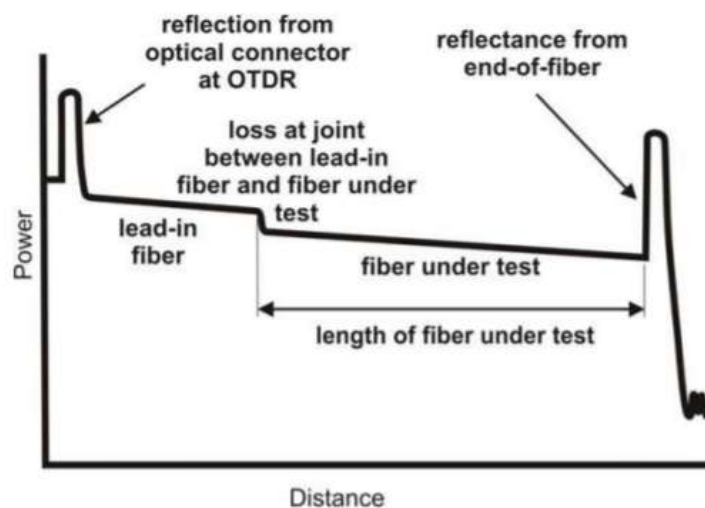 reflection from
optical connector
at OTDR
reflectance from
end-of-fiber
loss at joint
between lead-in
fiber and fiber under
test
lead-in
fiber
fiber under test
length of fiber under test
Power
Distance